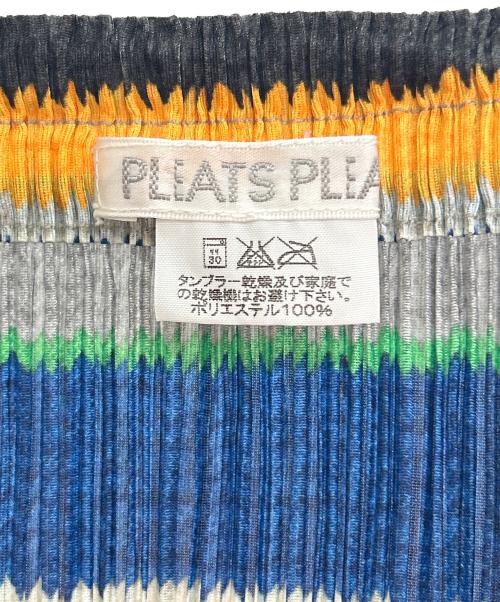 PLEATS PLEA
30
タンブラー乾燥及び家庭で
の乾燥機はお避け下さい。
ポリエステル100%